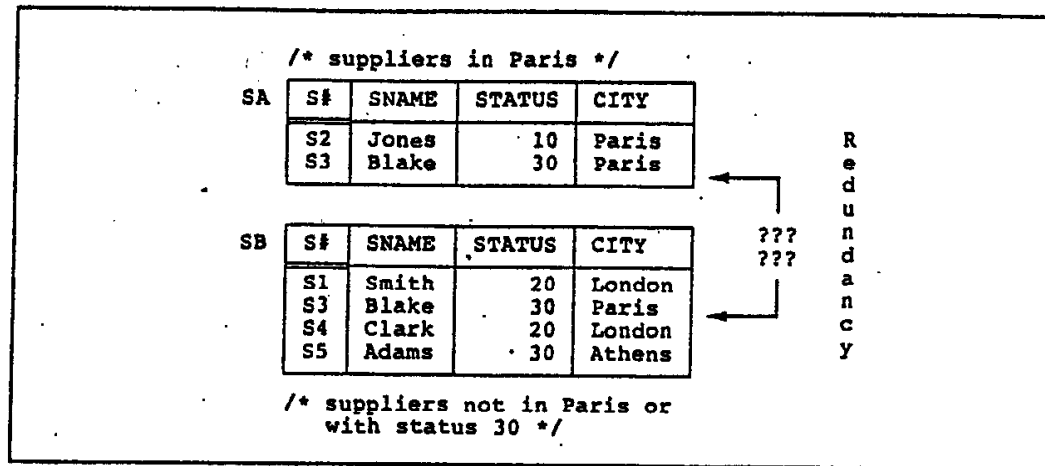 /* suppliers in Paris */
SA S# SNAME STATUS CITY
S2 Jones 10 Paris
S3 Blake 30 Paris
SB S# SNAME STATUS CITY
S1 Smith 20 London
S3 Blake 30 Paris
S4 Clark 20 London
S5 Adams 30 Athens
/* suppliers not in Paris or
with status 30 */
???
???
Redundancy